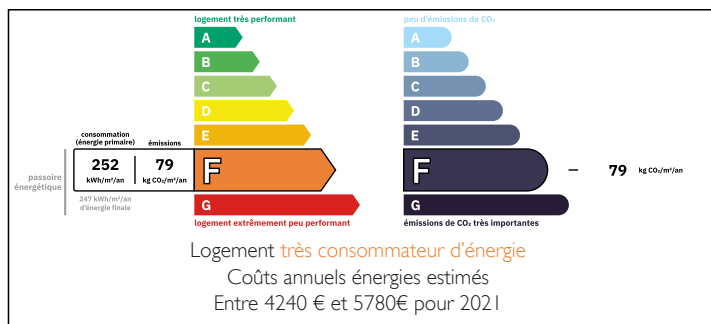 logement très performant
A
B
C
D
E
consommation
(énergie primaire)
émissions
252
kWh/m²/an
79
kg CO₂/m²/an
F
passoire
énergétique
247 kWh/m²/an
d'énergie finale
G
logement extrêmement peu performant
peu d'émissions de CO₂
A
B
C
D
E
F
79 kg CO₂/m²/an
G
émissions de CO₂ très importantes
Logement très consommateur d'énergie
Coûts annuels énergies estimés
Entre 4240 € et 5780€ pour 2021